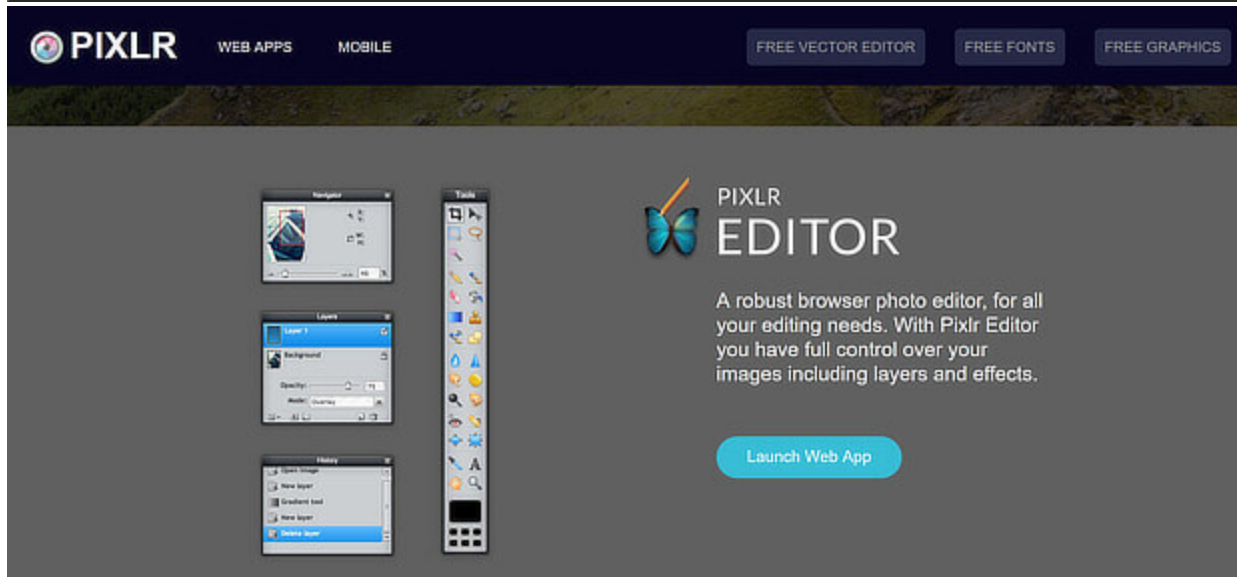 PIXLR
WEB APPS
MOBILE
FREE VECTOR EDITOR
FREE FONTS
FREE GRAPHICS
Navigator
Layers
Layer 1
Background
Opacity:
Mode: Overlay
History
Open image
New layer
Gradient tool
New layer
Delete layer
Tools
A
PIXLR
EDITOR
A robust browser photo editor, for all
your editing needs. With Pixlr Editor
you have full control over your
images including layers and effects.
Launch Web App